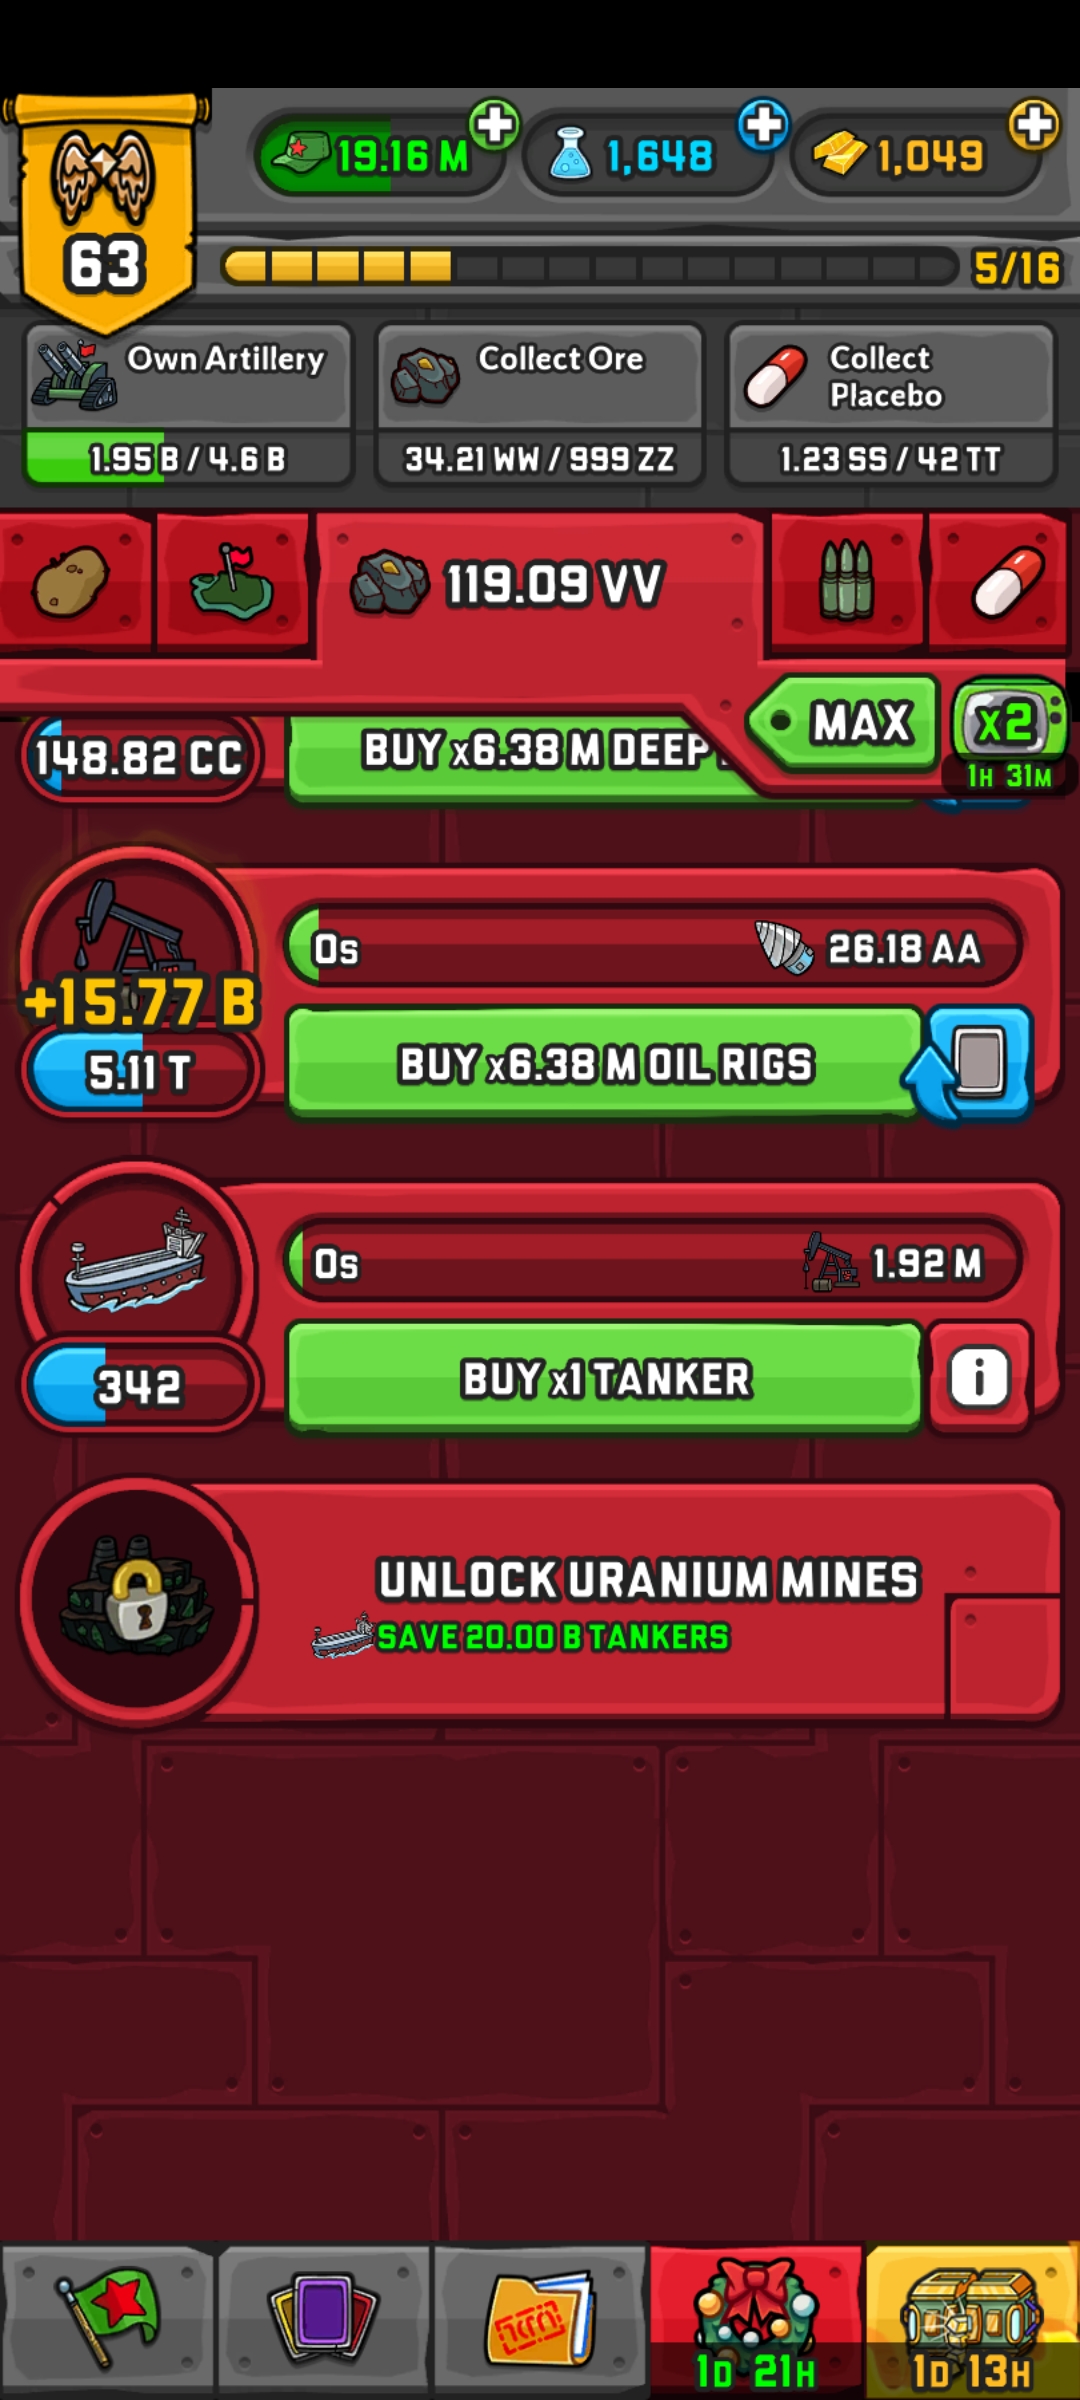 63
19.16 M
1,648
1,049
5/16
Own Artillery
1.95 B / 4.6 B
Collect Ore
34.21 WW / 999 ZZ
Collect
Placebo
1.23 SS / 42 TT
119.09 VV
MAX
x2
1H 31M
148.82 CC
BUY x6.38 M DEEP
0s
26.18 AA
+15.77 B
5.11 T
BUY x6.38 M OIL RIGS
0s
1.92 M
342
BUY x1 TANKER
i
UNLOCK URANIUM MINES
SAVE 20.00 B TANKERS
1D 21H
1D 13H